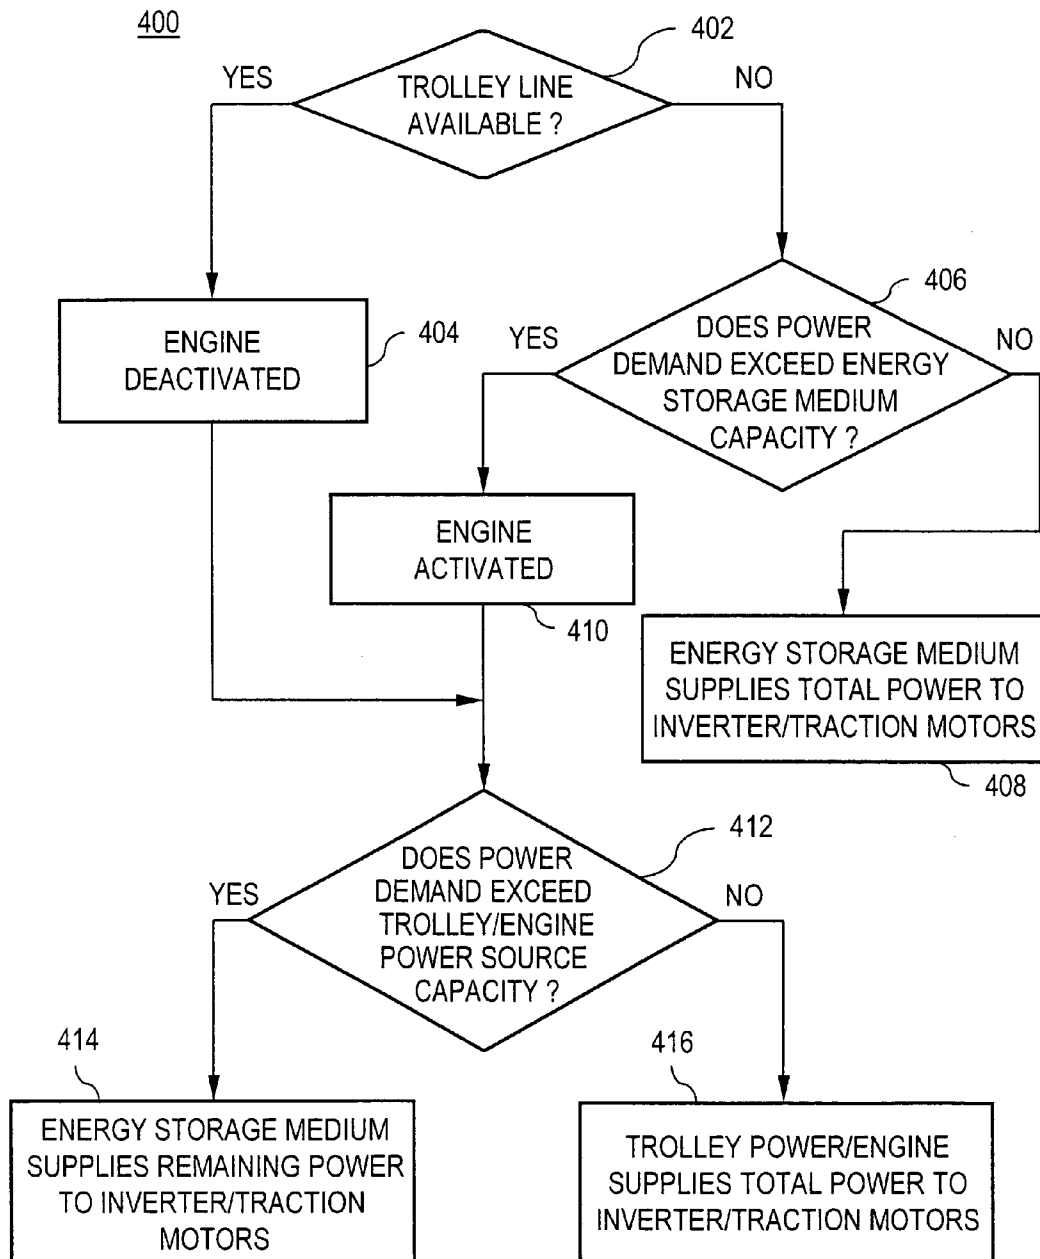 400
402
YES
NO
TROLLEY LINE
AVAILABLE ?
406
404
ENGINE
DEACTIVATED
YES
NO
DOES POWER
DEMAND EXCEED ENERGY
STORAGE MEDIUM
CAPACITY ?
ENGINE
ACTIVATED
410
ENERGY STORAGE MEDIUM
SUPPLIES TOTAL POWER TO
INVERTER/TRACTION MOTORS
408
412
YES
NO
DOES POWER
DEMAND EXCEED
TROLLEY/ENGINE
POWER SOURCE
CAPACITY ?
414
416
ENERGY STORAGE MEDIUM
SUPPLIES REMAINING POWER
TO INVERTER/TRACTION
MOTORS
TROLLEY POWER/ENGINE
SUPPLIES TOTAL POWER TO
INVERTER/TRACTION MOTORS